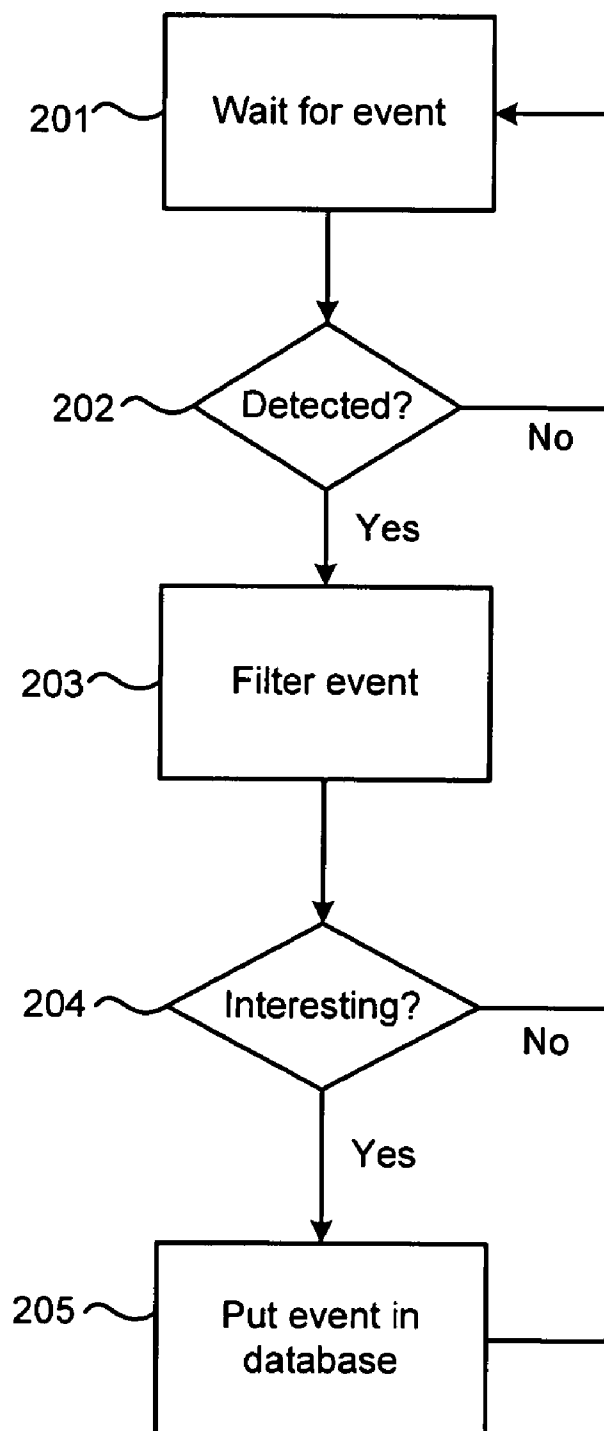 201
Wait for event
202
Detected?
No
Yes
203
Filter event
204
Interesting?
No
Yes
205
Put event in
database